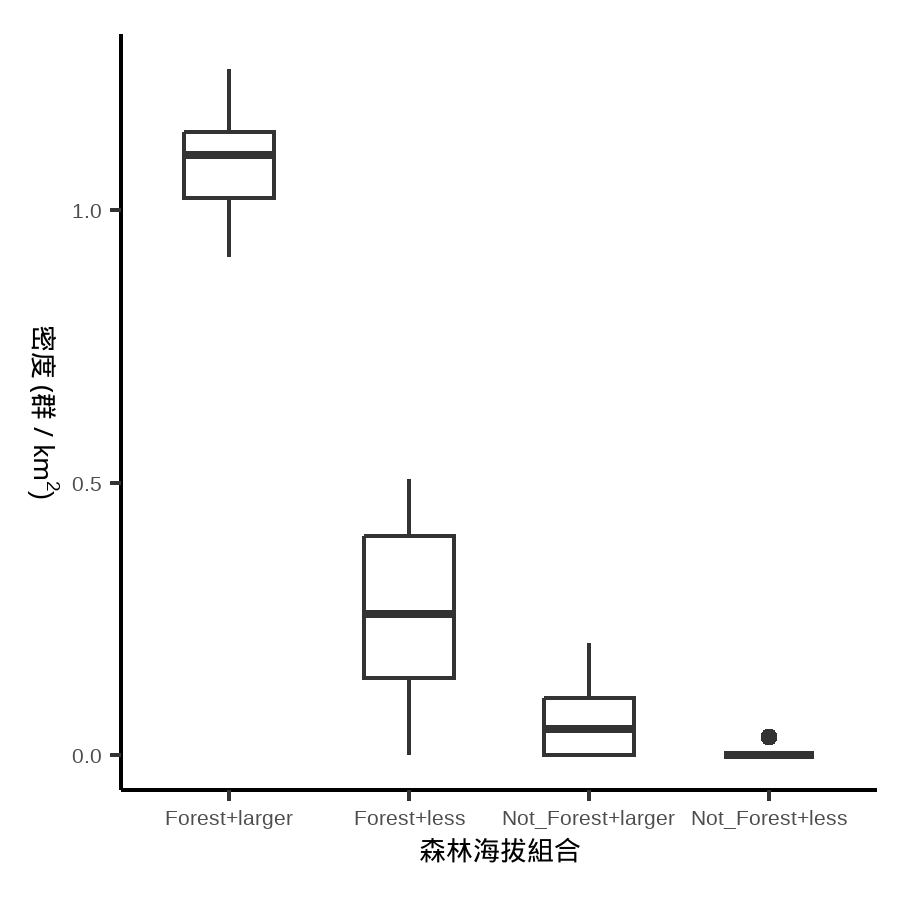 密度 (群 / km²)
1.0
0.5
0.0
Forest+larger Forest+less Not_Forest+larger Not_Forest+less
森林海拔組合